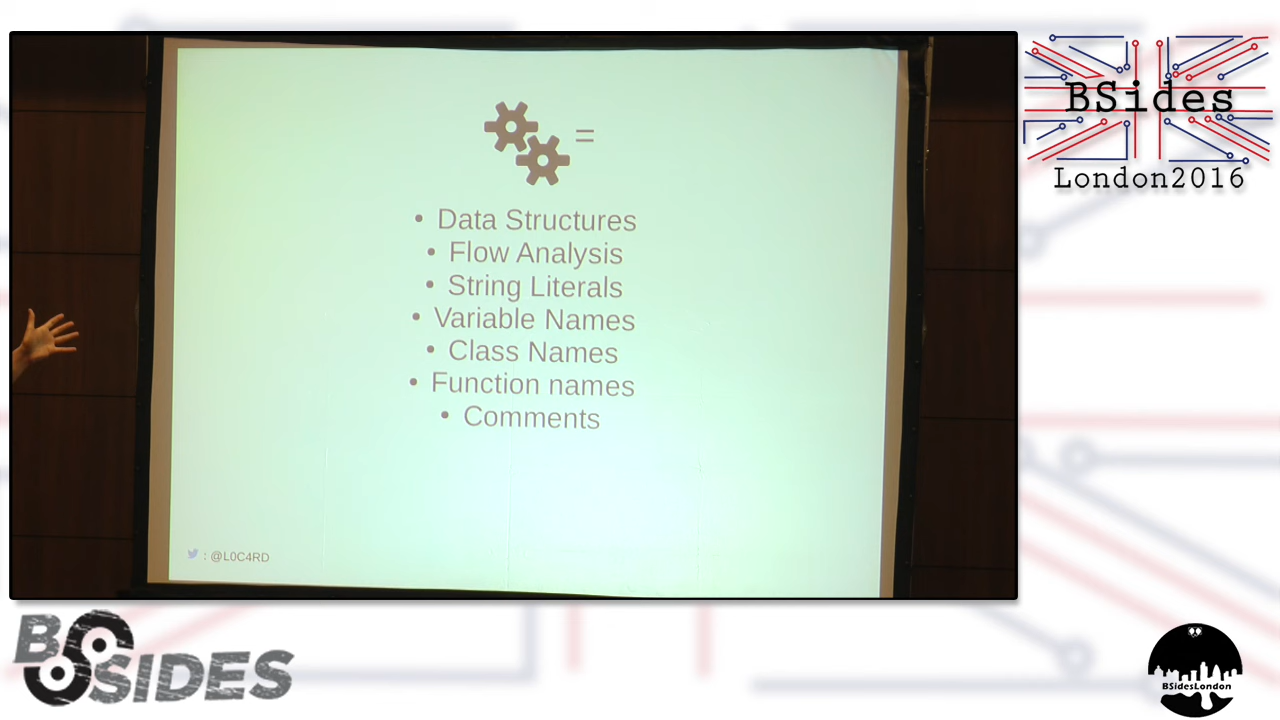 =
• Data Structures
• Flow Analysis
• String Literals
• Variable Names
• Class Names
• Function names
• Comments
: @L0C4RD
BSides
London2016
BSIDES
BSidesLondon